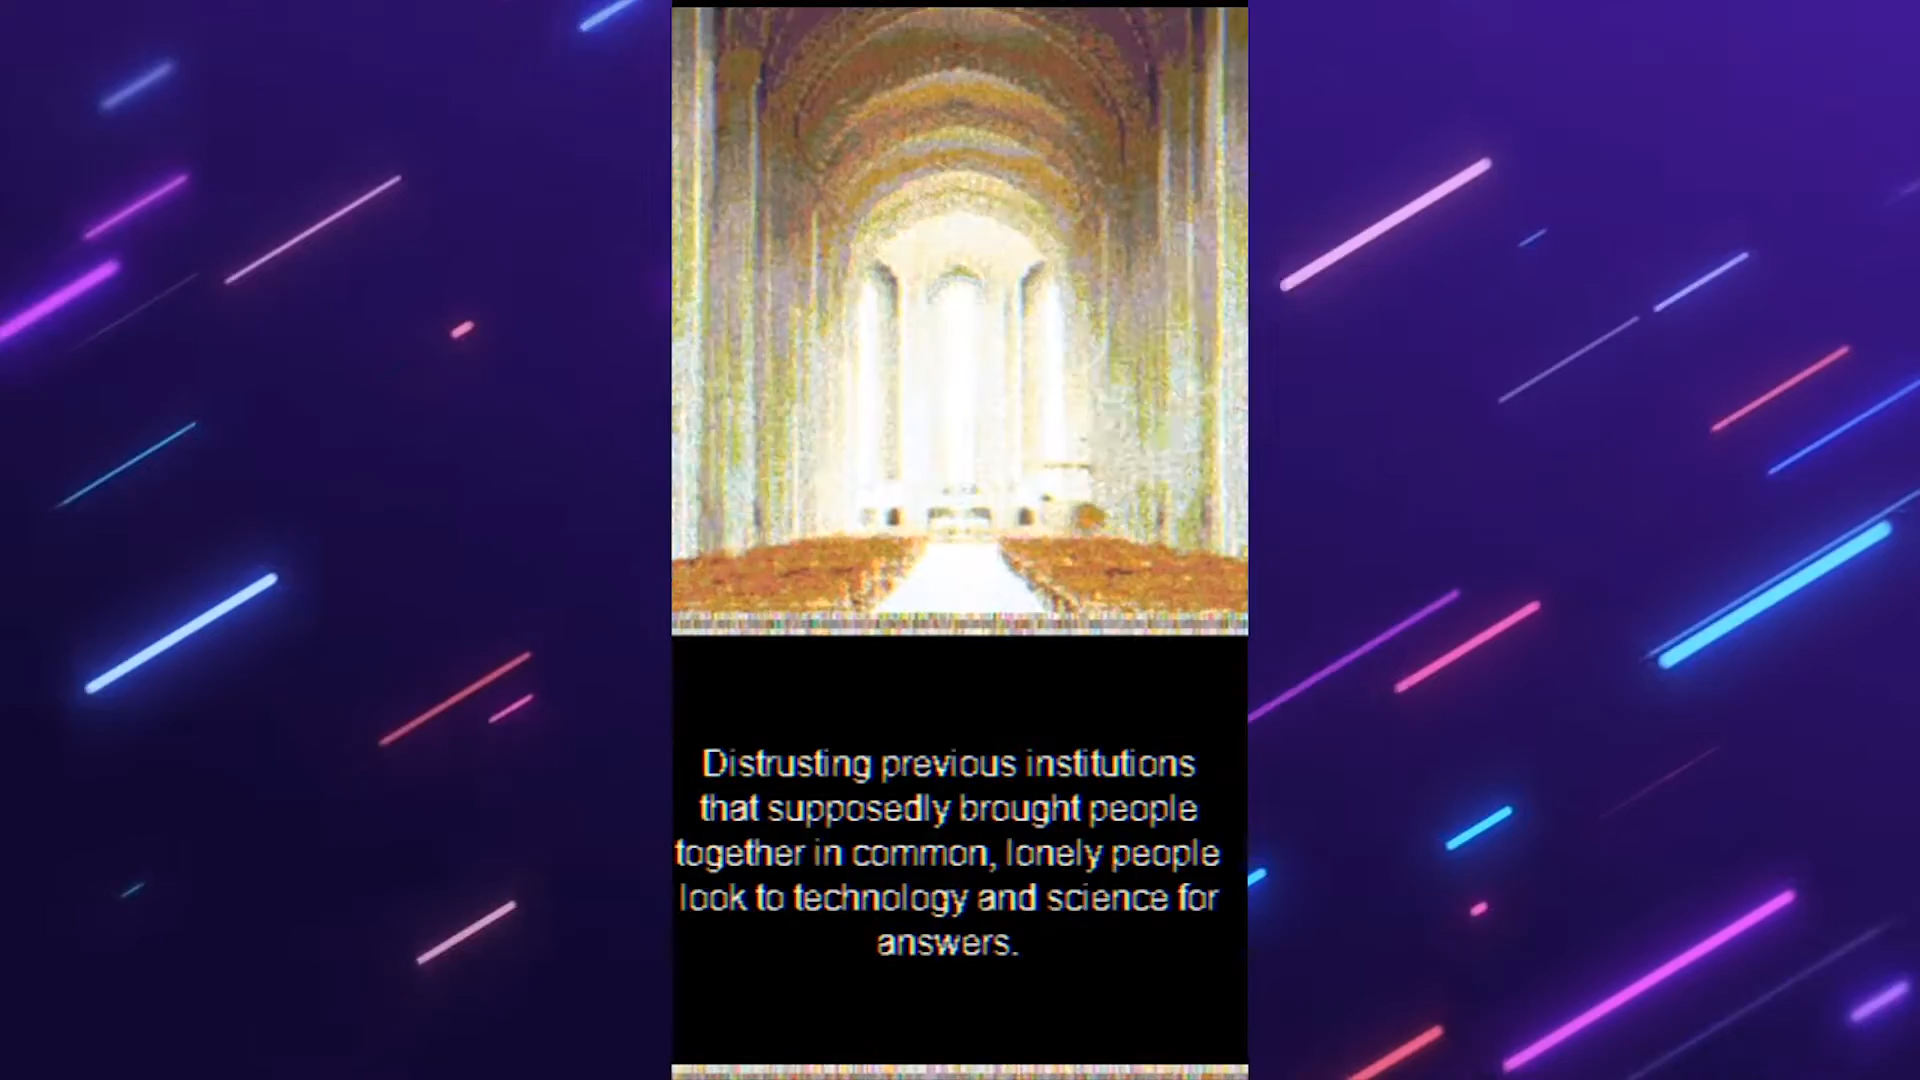 Distrusting previous institutions
that supposedly brought people
together in common, lonely people
look to technology and science for
answers.